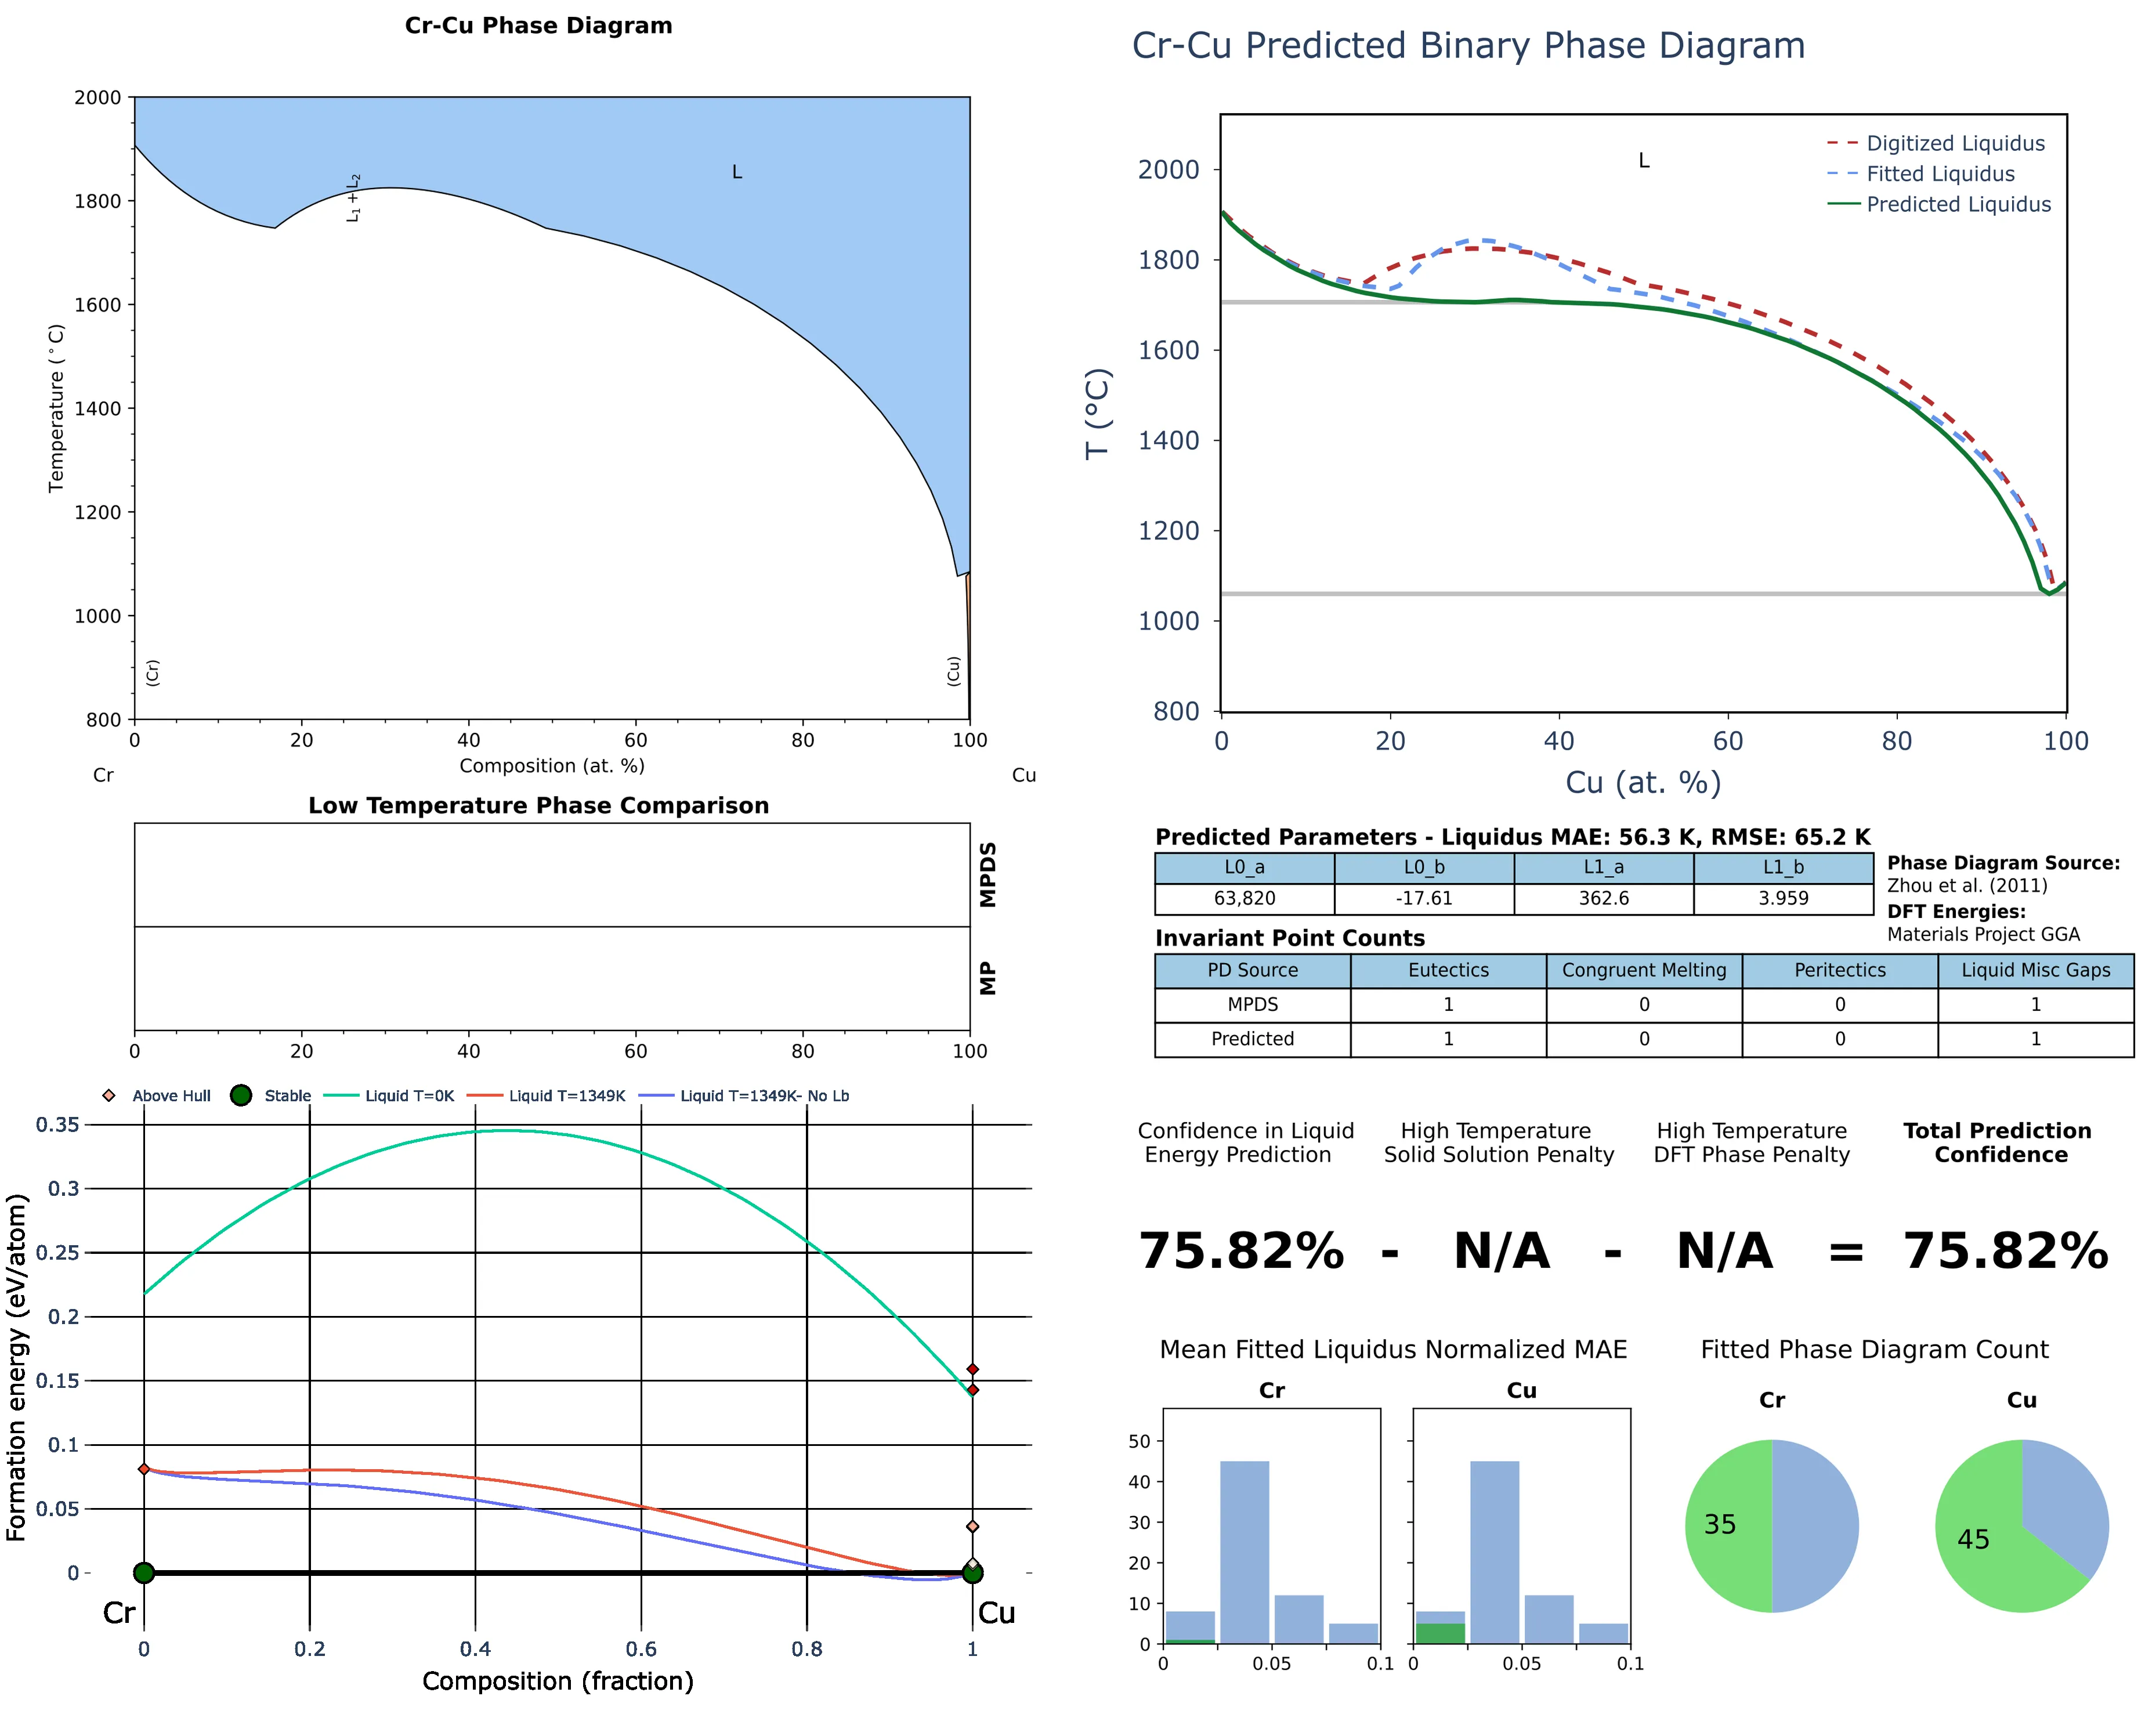 Cr-Cu Phase Diagram
2000
1800
1600
1400
1200
1000
800
Temperature (°C)
L₁ + L₂
L
(Cr)
(Cu)
0 20 40 60 80 100
Composition (at. %)
Cr Cu
Cr-Cu Predicted Binary Phase Diagram
L
Digitized Liquidus
Fitted Liquidus
Predicted Liquidus
2000
1800
1600
1400
1200
1000
800
T (°C)
0 20 40 60 80 100
Cu (at. %)
Low Temperature Phase Comparison
MPDS
MP
0 20 40 60 80 100
Predicted Parameters - Liquidus MAE: 56.3 K, RMSE: 65.2 K
L0_a L0_b L1_a L1_b
63,820 -17.61 362.6 3.959
Phase Diagram Source:
Zhou et al. (2011)
DFT Energies:
Materials Project GGA
Invariant Point Counts
PD Source Eutectics Congruent Melting Peritectics Liquid Misc Gaps
MPDS 1 0 0 1
Predicted 1 0 0 1
Above Hull Stable Liquid T=0K Liquid T=1349K Liquid T=1349K- No Lb
0.35
0.3
0.25
0.2
0.15
0.1
0.05
0
Formation energy (eV/atom)
Cr Cu
0 0.2 0.4 0.6 0.8 1
Composition (fraction)
Confidence in Liquid
Energy Prediction
High Temperature
Solid Solution Penalty
High Temperature
DFT Phase Penalty
Total Prediction
Confidence
75.82% - N/A - N/A = 75.82%
Mean Fitted Liquidus Normalized MAE
Cr
Cu
50
40
30
20
10
0
0 0.05 0.1
0 0.05 0.1
Fitted Phase Diagram Count
Cr
Cu
35
45